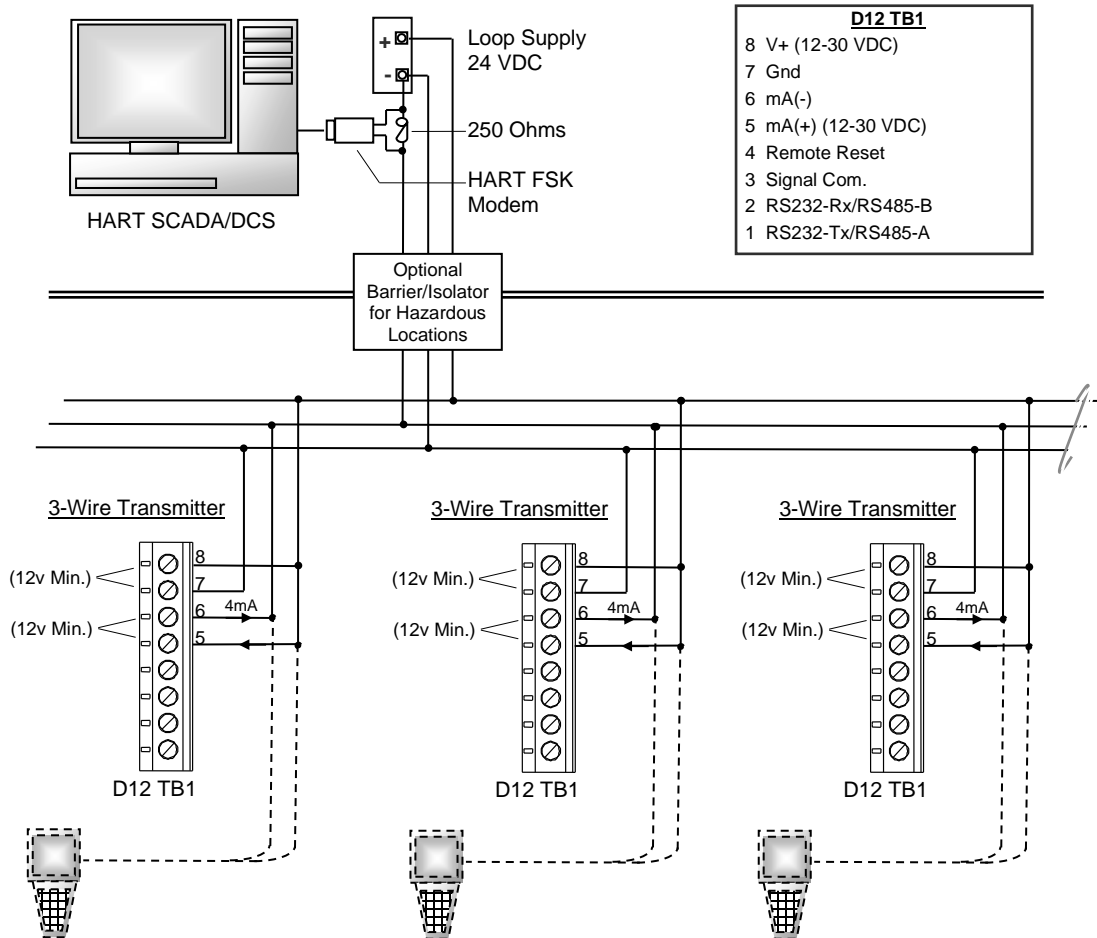 HART SCADA/DCS
+
-
Loop Supply
24 VDC
250 Ohms
HART FSK
Modem
D12 TB1
8 V+ (12-30 VDC)
7 Gnd
6 mA(-)
5 mA(+) (12-30 VDC)
4 Remote Reset
3 Signal Com.
2 RS232-Rx/RS485-B
1 RS232-Tx/RS485-A
Optional
Barrier/Isolator
for Hazardous
Locations
3-Wire Transmitter
(12v Min.)
(12v Min.)
8
7
6
5
4mA
D12 TB1
3-Wire Transmitter
(12v Min.)
(12v Min.)
8
7
6
5
4mA
D12 TB1
3-Wire Transmitter
(12v Min.)
(12v Min.)
8
7
6
5
4mA
D12 TB1